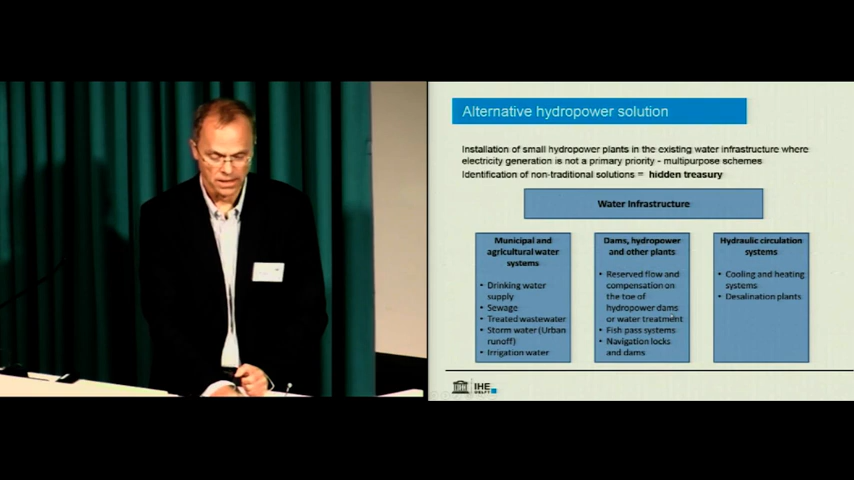 Alternative hydropower solution
Installation of small hydropower plants in the existing water infrastructure where
electricity generation is not a primary priority - multipurpose schemes
Identification of non-traditional solutions = hidden treasury
Water Infrastructure
Municipal and
agricultural water
systems
• Drinking water
supply
• Sewage
• Treated wastewater
• Storm water (Urban
runoff)
• Irrigation water
Dams, hydropower
and other plants
• Reserved flow and
compensation on
the toe of
hydropower dams
or water treatment
• Fish pass systems
• Navigation locks
and dams
Hydraulic circulation
systems
• Cooling and heating
systems
• Desalination plants
IHE
DELFT